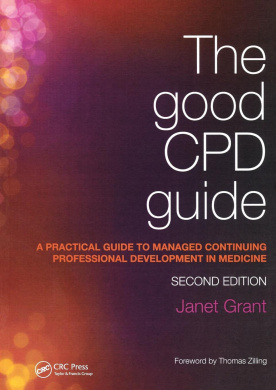 The
good
CPD
guide
A PRACTICAL GUIDE TO MANAGED CONTINUING
PROFESSIONAL DEVELOPMENT IN MEDICINE
SECOND EDITION
Janet Grant
CRC
CRC Press
Taylor & Francis Group
Foreword by Thomas Zilling